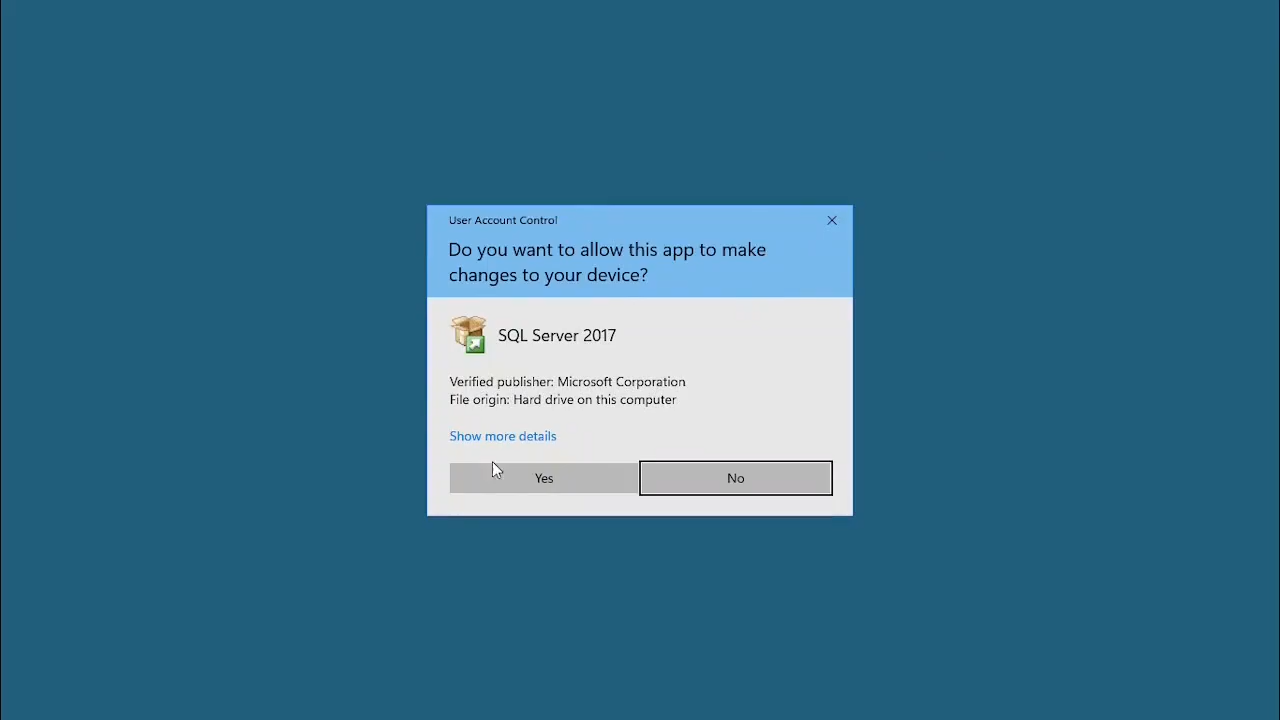 User Account Control
Do you want to allow this app to make
changes to your device?
SQL Server 2017
Verified publisher: Microsoft Corporation
File origin: Hard drive on this computer
Show more details
Yes
No